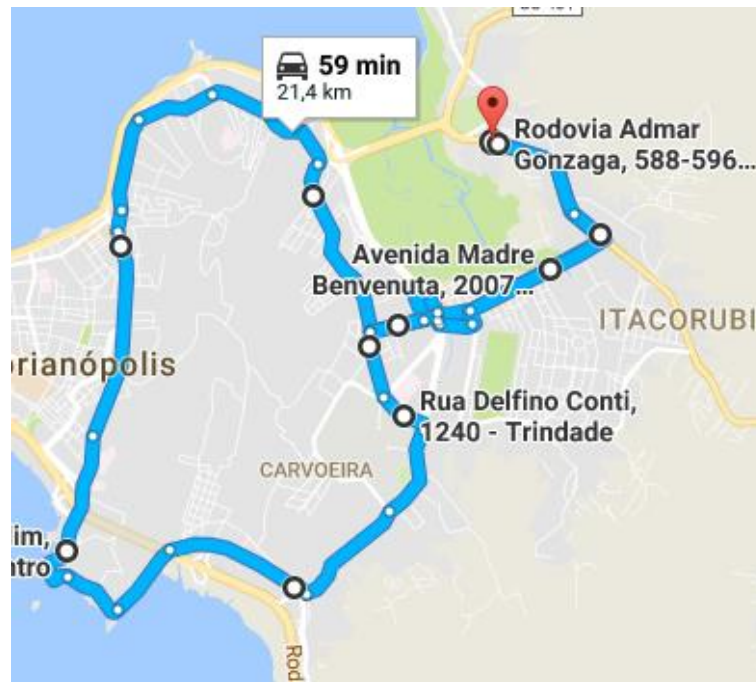 59 min
21,4 km
Rodovia Admar
Gonzaga, 588-596...
Avenida Madre
Benvenuta, 2007...
ITACORUBI
orianópolis
Rua Delfino Conti,
1240 - Trindade
CARVOEIRA
im,
ntro
Rod